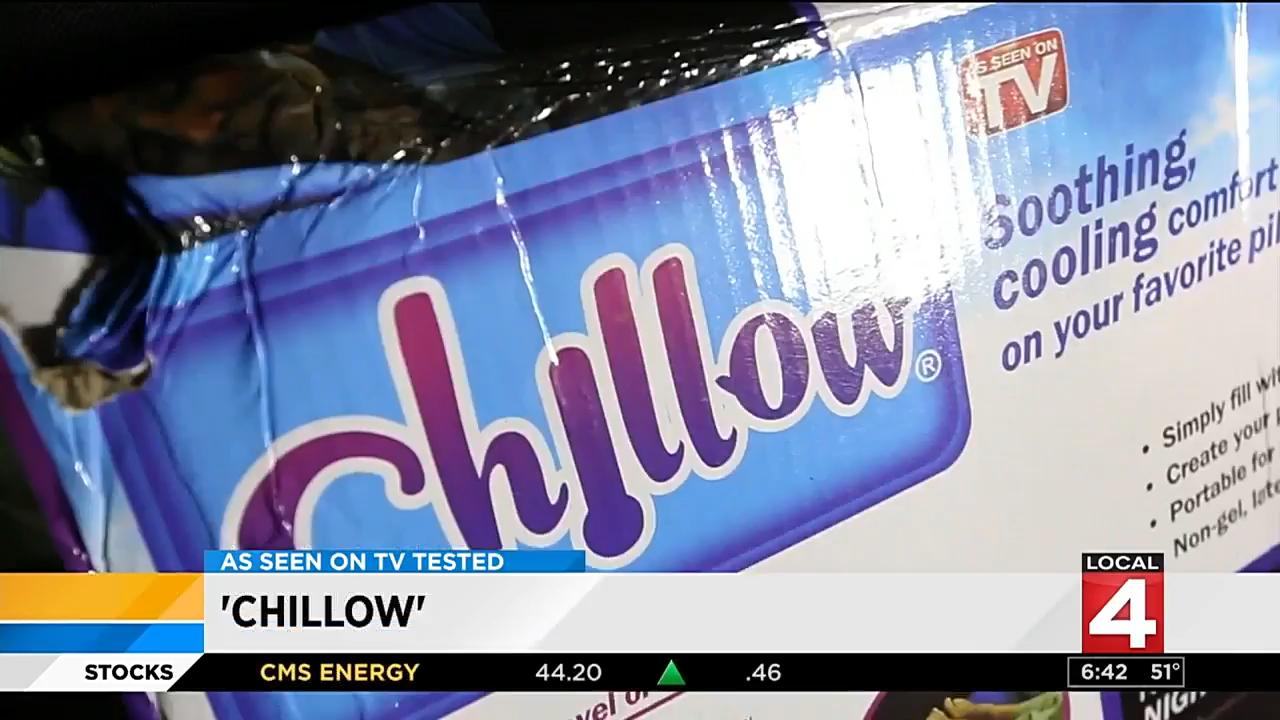 AS SEEN ON
TV
Chillow®
Soothing,
cooling comfort
on your favorite
• Simply fill
• Create your
• Portable for
Non-gel,
AS SEEN ON TV TESTED
'CHILLOW'
LOCAL
4
STOCKS CMS ENERGY 44.20 ▲ .46 6:42 51°